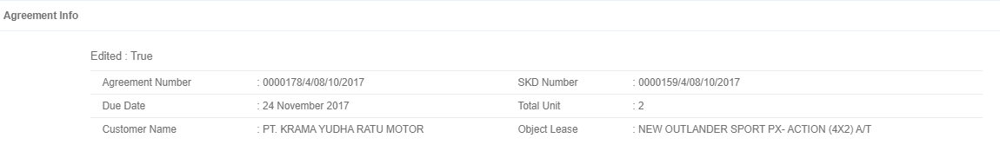 Agreement Info
Edited : True
Agreement Number : 0000178/4/08/10/2017 SKD Number : 0000159/4/08/10/2017
Due Date : 24 November 2017 Total Unit : 2
Customer Name : PT. KRAMA YUDHA RATU MOTOR Object Lease : NEW OUTLANDER SPORT PX- ACTION (4X2) A/T